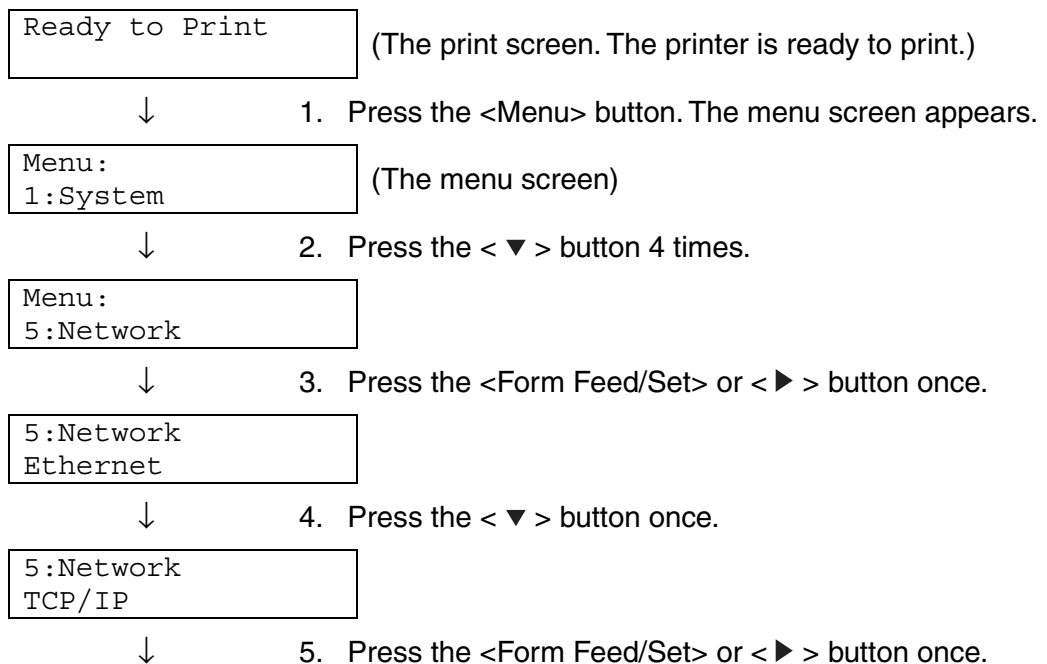 Ready to Print
(The print screen. The printer is ready to print.)
↓ 1. Press the <Menu> button. The menu screen appears.
Menu:
1:System
(The menu screen)
↓ 2. Press the < ▼ > button 4 times.
Menu:
5:Network
↓ 3. Press the <Form Feed/Set> or < ▶ > button once.
5:Network
Ethernet
↓ 4. Press the < ▼ > button once.
5:Network
TCP/IP
↓ 5. Press the <Form Feed/Set> or < ▶ > button once.